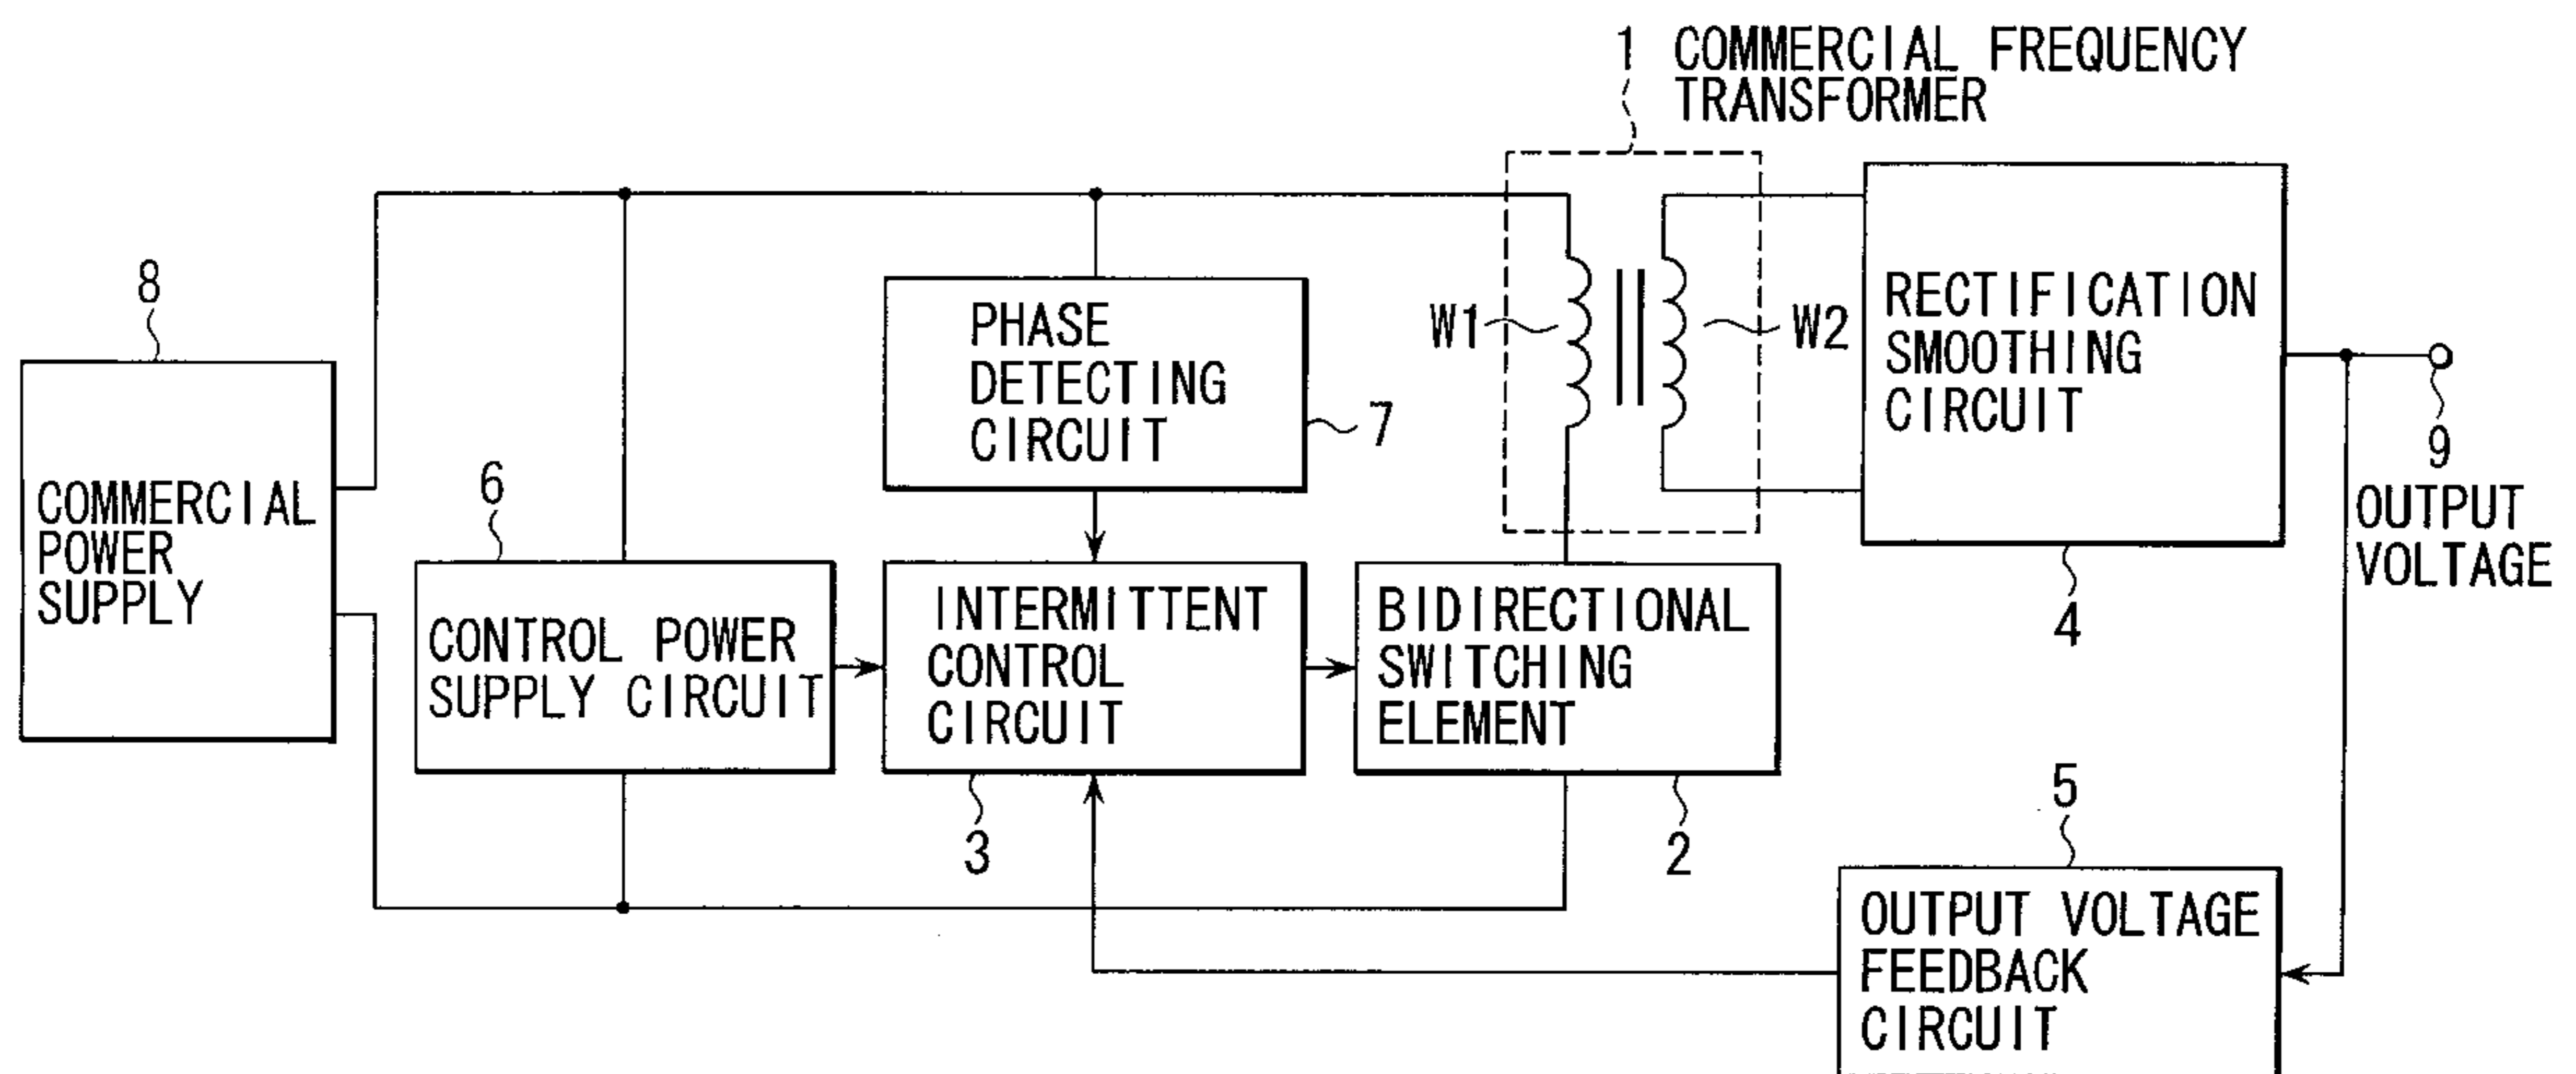 1 COMMERCIAL FREQUENCY
TRANSFORMER
8
COMMERCIAL
POWER
SUPPLY
6
CONTROL POWER
SUPPLY CIRCUIT
PHASE
DETECTING
CIRCUIT
7
INTERMITTENT
CONTROL
CIRCUIT
3
W1
W2
BIDIRECTIONAL
SWITCHING
ELEMENT
2
RECTIFICATION
SMOOTHING
CIRCUIT
4
9
OUTPUT
VOLTAGE
5
OUTPUT VOLTAGE
FEEDBACK
CIRCUIT